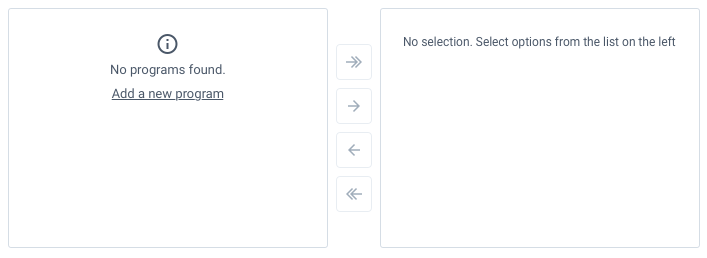 No programs found.
Add a new program
No selection. Select options from the list on the left